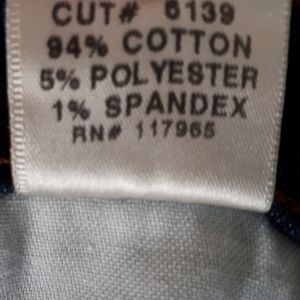 CUT# 6139
94% COTTON
5% POLYESTER
1% SPANDEX
RN# 117965